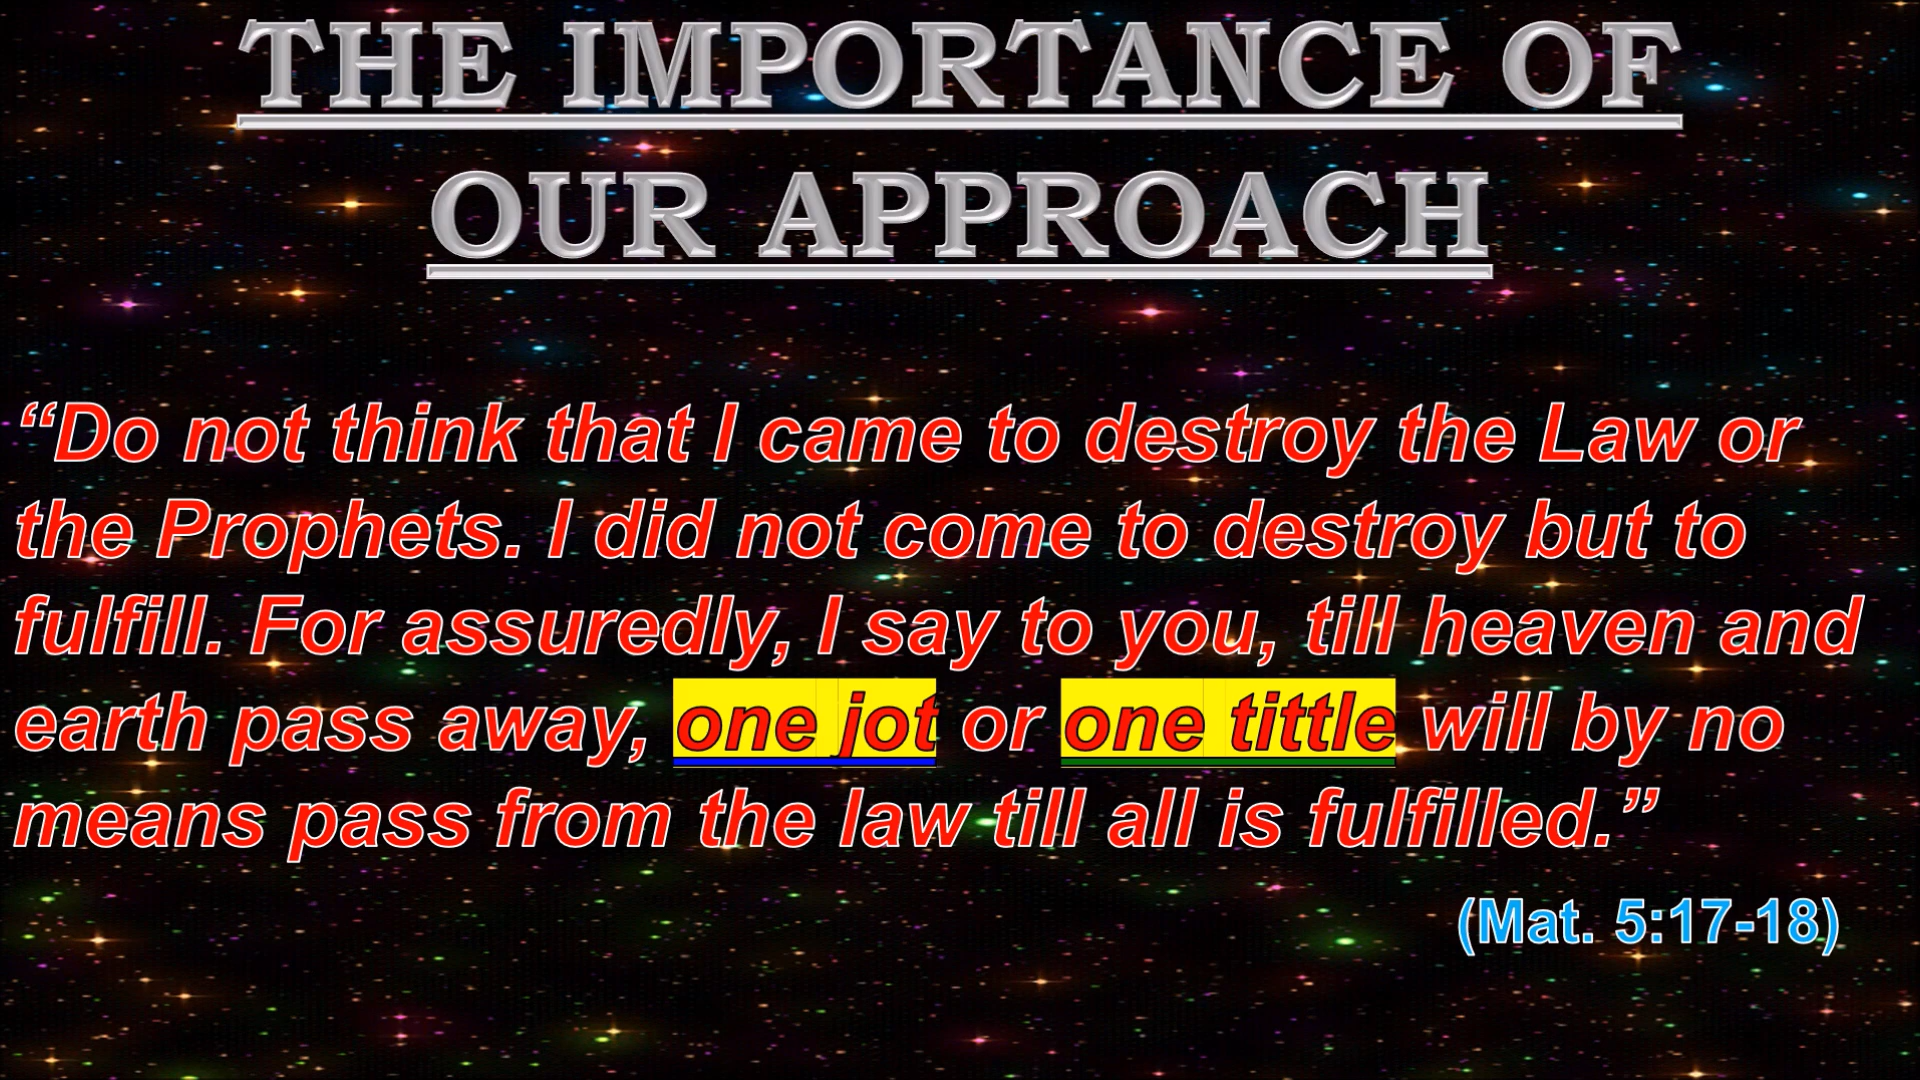 THE IMPORTANCE OF
OUR APPROACH
“Do not think that I came to destroy the Law or
the Prophets. I did not come to destroy but to
fulfill. For assuredly, I say to you, till heaven and
earth pass away, one jot or one tittle will by no
means pass from the law till all is fulfilled.”
(Mat. 5:17-18)